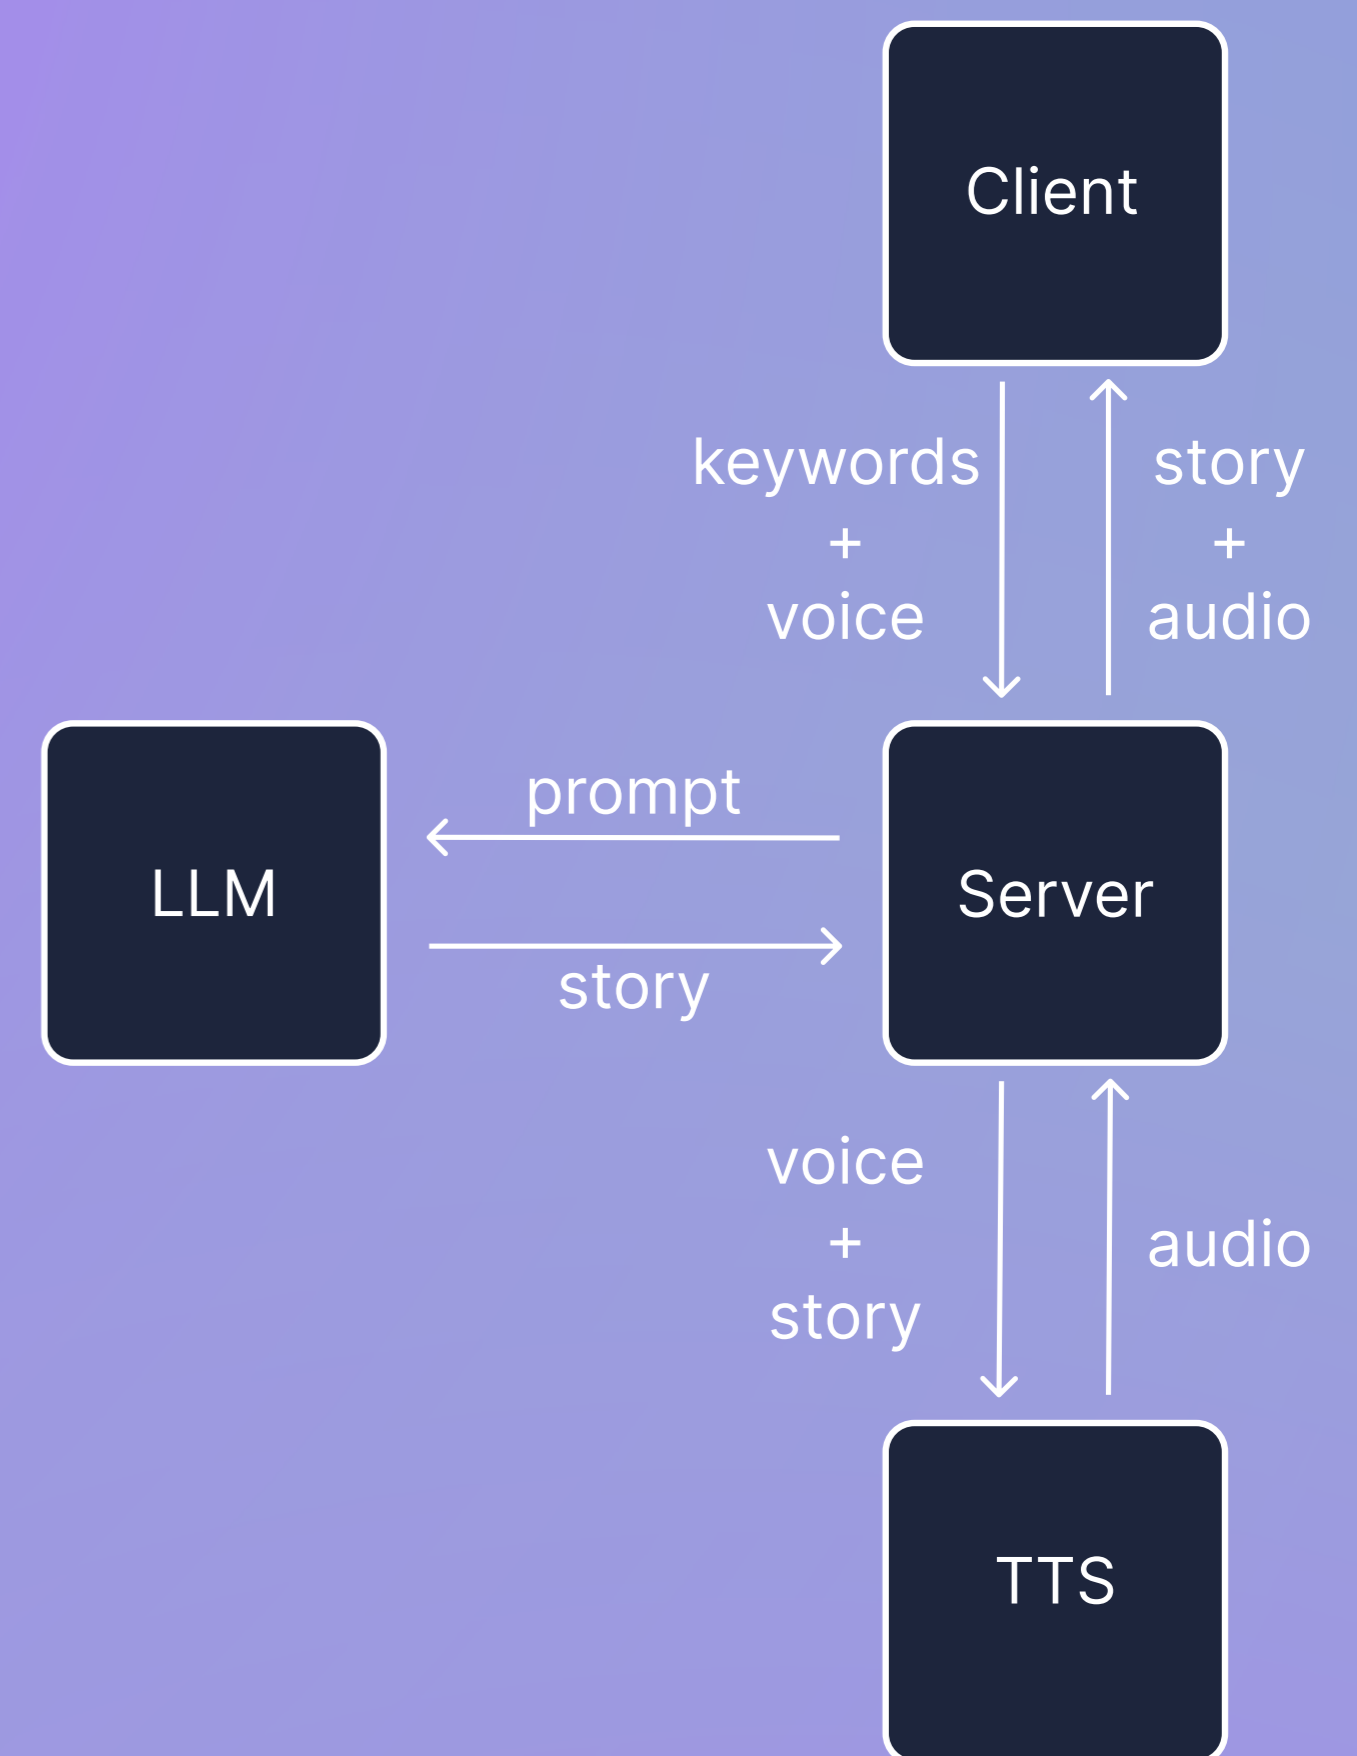 Client
keywords
+
voice
story
+
audio
prompt
LLM
Server
story
voice
+
story
audio
TTS